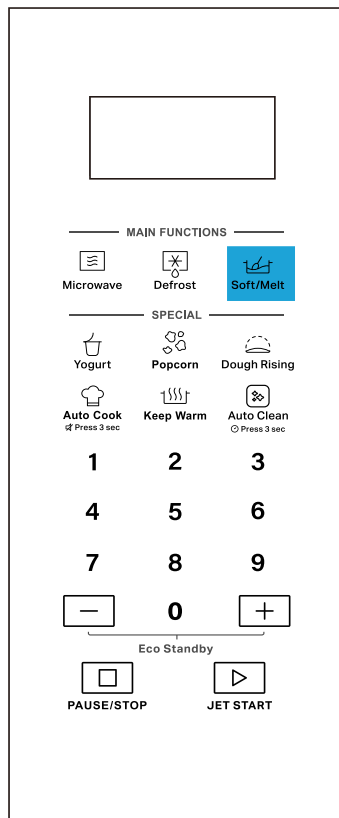 MAIN FUNCTIONS
Microwave Defrost Soft/Melt
SPECIAL
Yogurt Popcorn Dough Rising
Auto Cook Keep Warm Auto Clean
Press 3 sec Press 3 sec
1 2 3
4 5 6
7 8 9
− 0 +
Eco Standby
PAUSE/STOP JET START